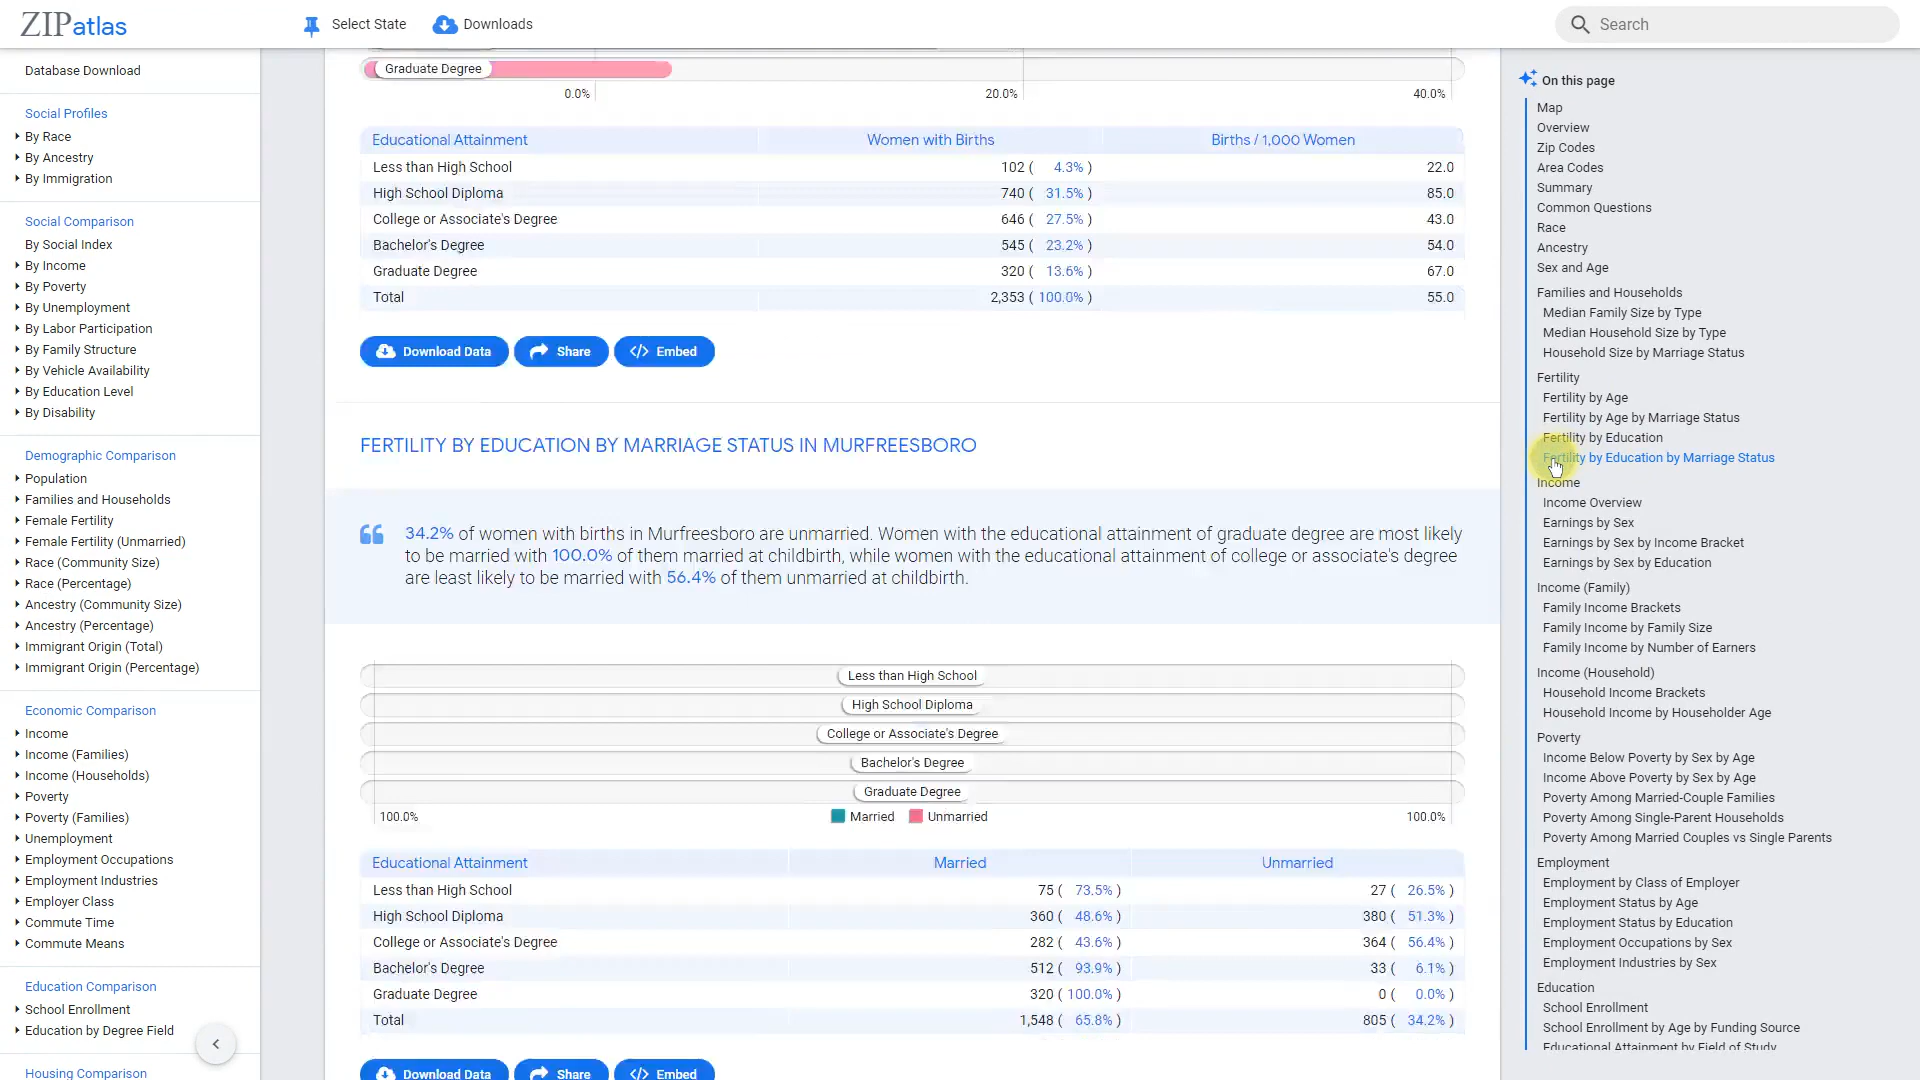 ZIPatlas
Select State
Downloads
Search
Database Download
Social Profiles
By Race
By Ancestry
By Immigration
Social Comparison
By Social Index
By Income
By Poverty
By Unemployment
By Labor Participation
By Family Structure
By Vehicle Availability
By Education Level
By Disability
Demographic Comparison
Population
Families and Households
Female Fertility
Female Fertility (Unmarried)
Race (Community Size)
Race (Percentage)
Ancestry (Community Size)
Ancestry (Percentage)
Immigrant Origin (Total)
Immigrant Origin (Percentage)
Economic Comparison
Income
Income (Families)
Income (Households)
Poverty
Poverty (Families)
Unemployment
Employment Occupations
Employment Industries
Employer Class
Commute Time
Commute Means
Education Comparison
School Enrollment
Education by Degree Field
Housing Comparison
Graduate Degree
0.0% 20.0% 40.0%
Educational Attainment Women with Births Births / 1,000 Women
Less than High School 102 ( 4.3% ) 22.0
High School Diploma 740 ( 31.5% ) 85.0
College or Associate's Degree 646 ( 27.5% ) 43.0
Bachelor's Degree 545 ( 23.2% ) 54.0
Graduate Degree 320 ( 13.6% ) 67.0
Total 2,353 ( 100.0% ) 55.0
Download Data Share Embed
FERTILITY BY EDUCATION BY MARRIAGE STATUS IN MURFREESBORO
34.2% of women with births in Murfreesboro are unmarried. Women with the educational attainment of graduate degree are most likely
to be married with 100.0% of them married at childbirth, while women with the educational attainment of college or associate's degree
are least likely to be married with 56.4% of them unmarried at childbirth.
Less than High School
High School Diploma
College or Associate's Degree
Bachelor's Degree
Graduate Degree
100.0% Married Unmarried 100.0%
Educational Attainment Married Unmarried
Less than High School 75 ( 73.5% ) 27 ( 26.5% )
High School Diploma 360 ( 48.6% ) 380 ( 51.3% )
College or Associate's Degree 282 ( 43.6% ) 364 ( 56.4% )
Bachelor's Degree 512 ( 93.9% ) 33 ( 6.1% )
Graduate Degree 320 ( 100.0% ) 0 ( 0.0% )
Total 1,548 ( 65.8% ) 805 ( 34.2% )
Download Data Share Embed
On this page
Map
Overview
Zip Codes
Area Codes
Summary
Common Questions
Race
Ancestry
Sex and Age
Families and Households
Median Family Size by Type
Median Household Size by Type
Household Size by Marriage Status
Fertility
Fertility by Age
Fertility by Age by Marriage Status
Fertility by Education
Fertility by Education by Marriage Status
Income
Income Overview
Earnings by Sex
Earnings by Sex by Income Bracket
Earnings by Sex by Education
Income (Family)
Family Income Brackets
Family Income by Family Size
Family Income by Number of Earners
Income (Household)
Household Income Brackets
Household Income by Householder Age
Poverty
Income Below Poverty by Sex by Age
Income Above Poverty by Sex by Age
Poverty Among Married-Couple Families
Poverty Among Single-Parent Households
Poverty Among Married Couples vs Single Parents
Employment
Employment by Class of Employer
Employment Status by Age
Employment Status by Education
Employment Occupations by Sex
Employment Industries by Sex
Education
School Enrollment
School Enrollment by Age by Funding Source
Educational Attainment by Field of Study